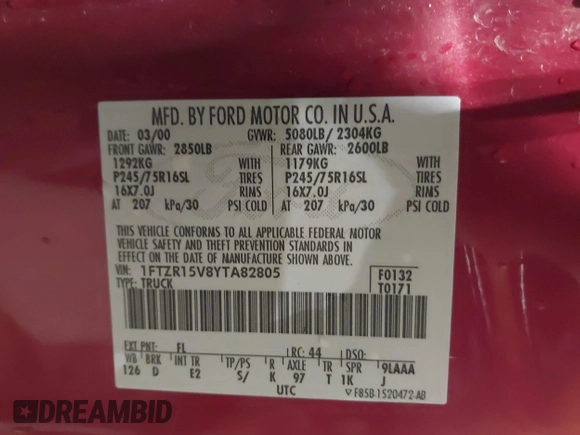 MFD. BY FORD MOTOR CO. IN U.S.A.
DATE: 03/00 GVWR: 5080LB/ 2304KG
FRONT GAWR: 2850LB REAR GAWR: 2600LB
1292KG WITH 1179KG WITH
P245/75R16SL TIRES P245/75R16SL TIRES
16X7.0J RIMS 16X7.0J RIMS
AT 207 kPa/30 PSI COLD AT 207 kPa/30 PSI COLD
THIS VEHICLE CONFORMS TO ALL APPLICABLE FEDERAL MOTOR
VEHICLE SAFETY AND THEFT PREVENTION STANDARDS IN
EFFECT ON THE DATE OF MANUFACTURE SHOWN ABOVE.
VIN: 1FTZR15V8YTA82805 F0132
TYPE: TRUCK T0171
EXT PNT: FL RC: 44 DSO:
WB BRK INT TR TP/PS R AXLE TR SPR 9LAAA
126 D E2 5/ K 97 T 1K J
UTC ▽F85B-1520472-AB
DREAMBID